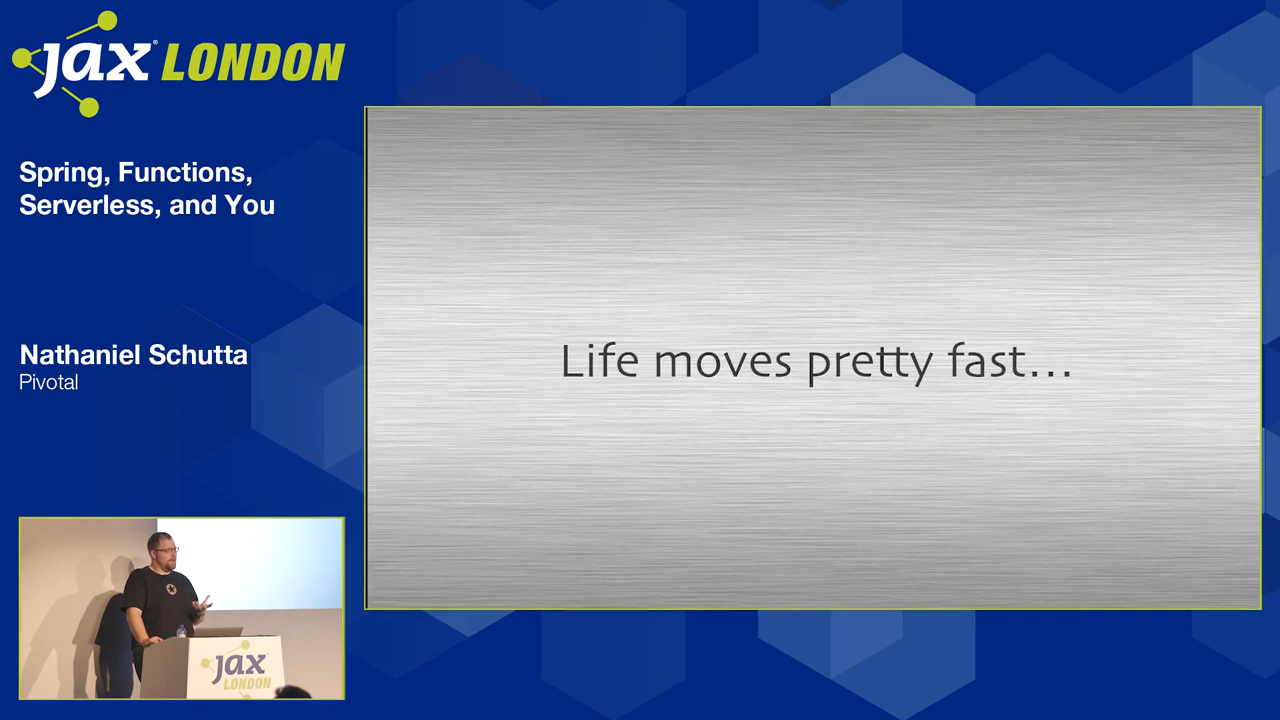 jax® LONDON
Spring, Functions,
Serverless, and You
Nathaniel Schutta
Pivotal
Life moves pretty fast…
jax
LONDON